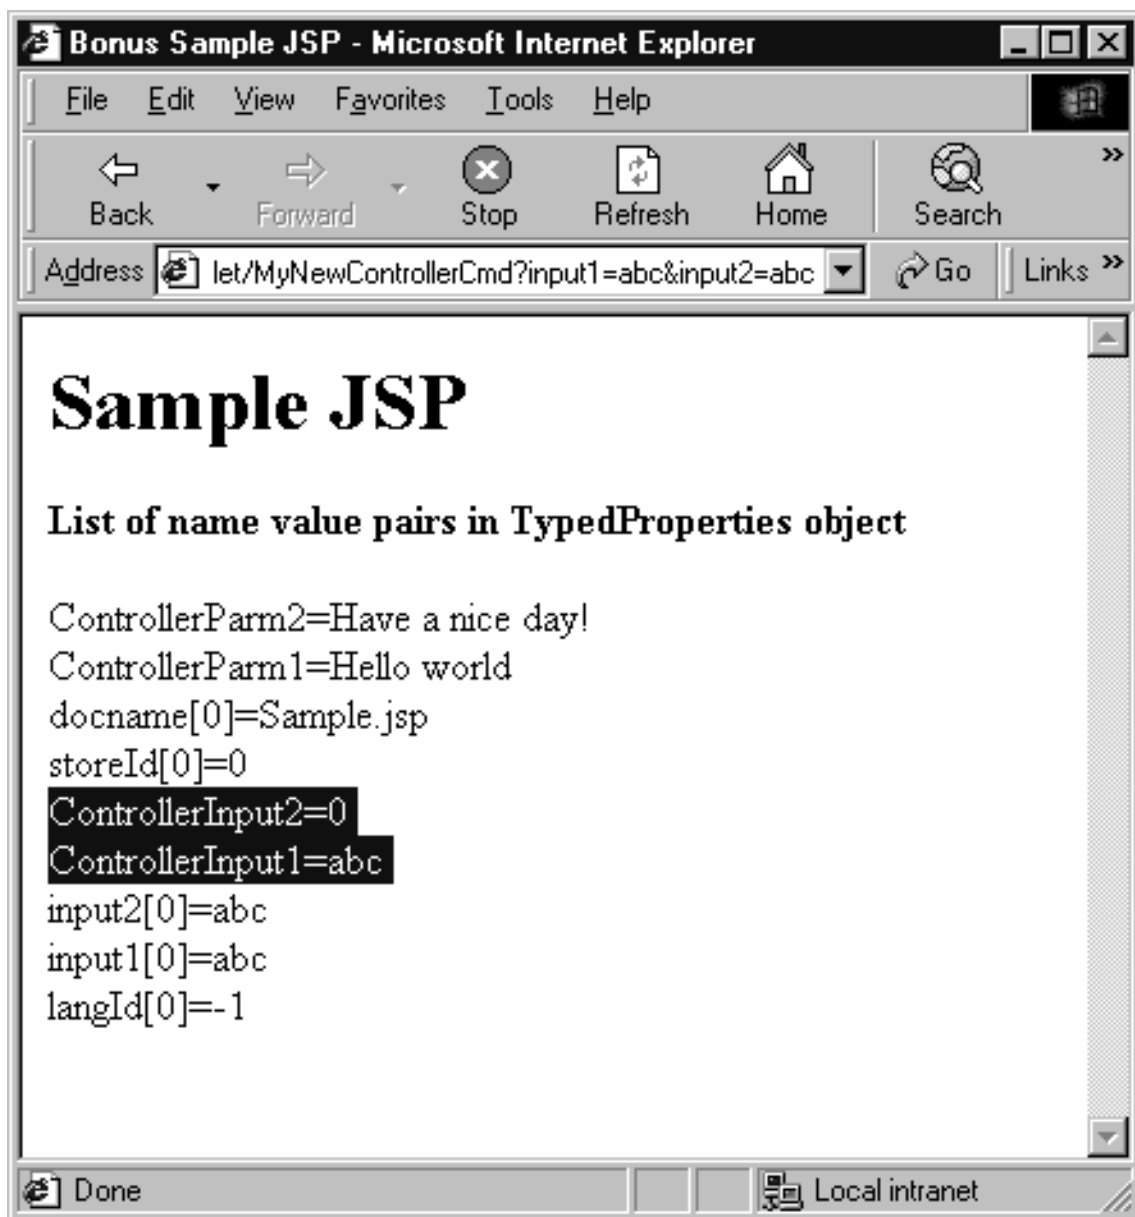 Bonus Sample JSP - Microsoft Internet Explorer
File Edit View Favorites Tools Help
Back Forward Stop Refresh Home Search »
Address let/MyNewControllerCmd?input1=abc&input2=abc Go Links »
Sample JSP
List of name value pairs in TypedProperties object
ControllerParm2=Have a nice day!
ControllerParm1=Hello world
docname[0]=Sample.jsp
storeId[0]=0
ControllerInput2=0
ControllerInput1=abc
input2[0]=abc
input1[0]=abc
langId[0]=-1
Done Local intranet